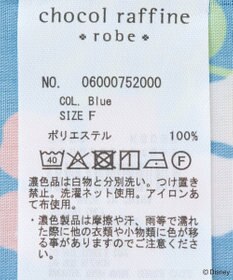 chocol raffine
robe
NO. 06000752000
COL. Blue
SIZE F
ポリエステル 100%
40
F
濃色品は白物と分別洗い。つけ置き
禁止。洗濯ネット使用。アイロンあ
て布使用。
・濃色製品は摩擦や汗、雨等で濡れ
た際に他の衣類や小物類に色が移
る事がありますのでご注意下さい
©Disney